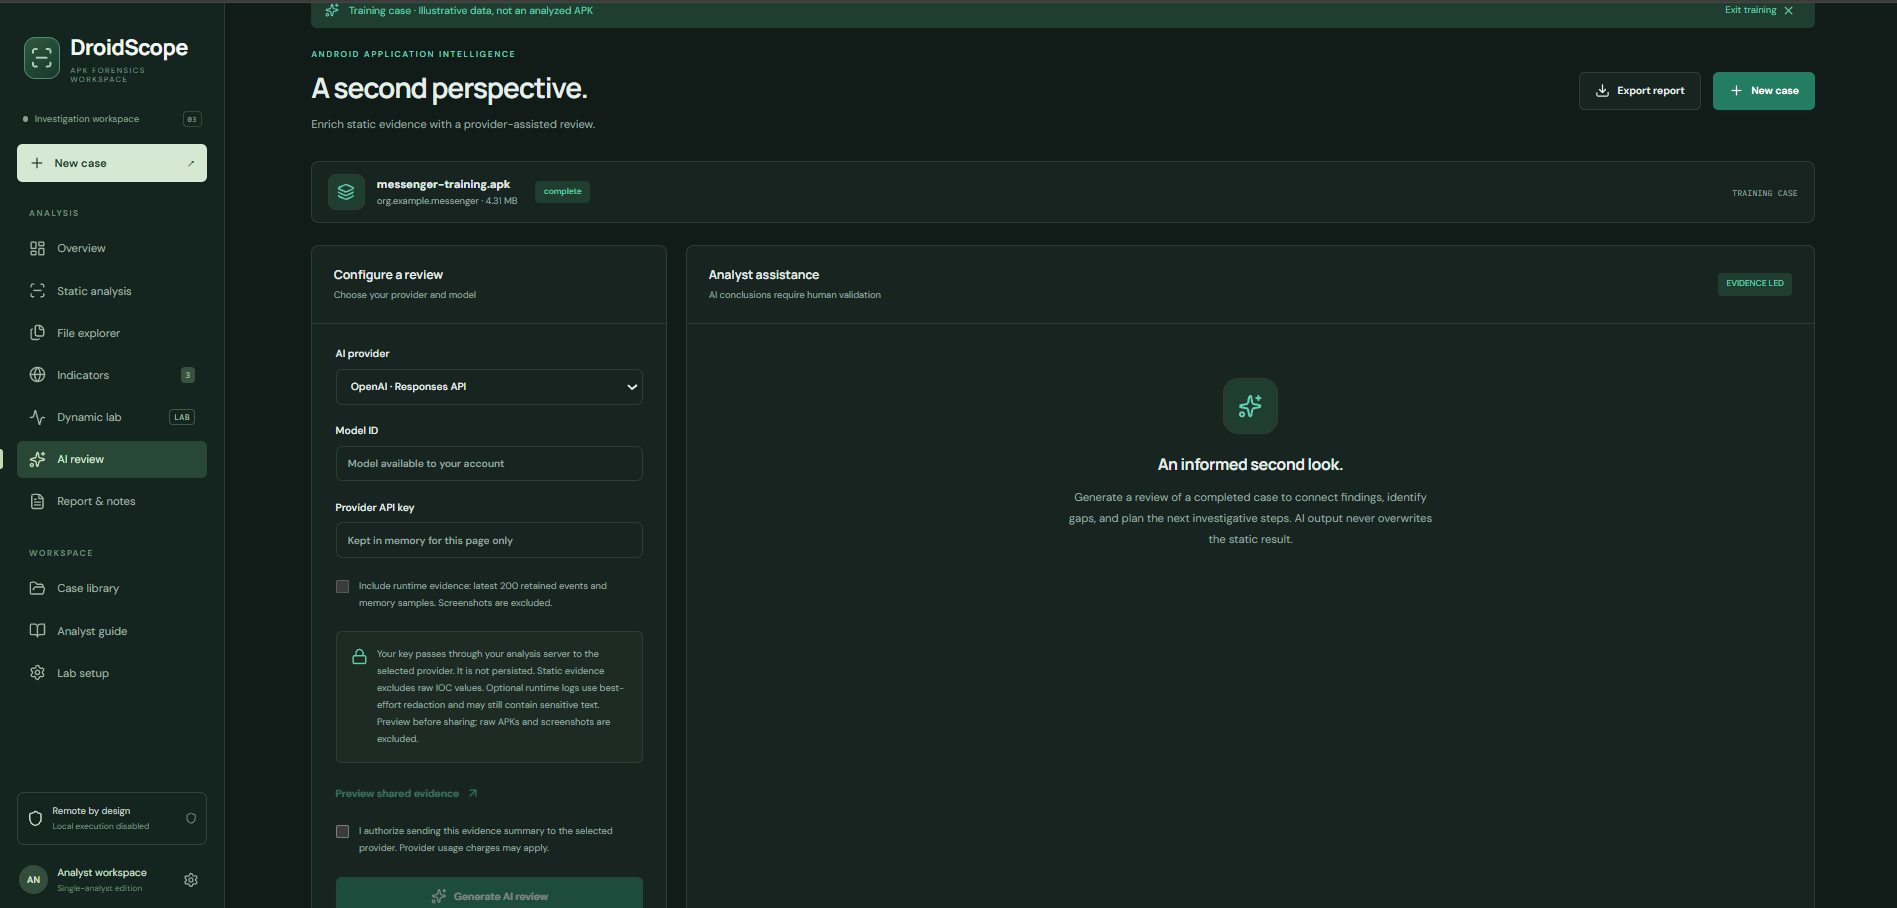 Training case · Illustrative data, not an analyzed APK
Exit training
DroidScope
APK FORENSICS
WORKSPACE
Investigation workspace
03
New case
ANALYSIS
Overview
Static analysis
File explorer
Indicators
3
Dynamic lab
LAB
AI review
Report & notes
WORKSPACE
Case library
Analyst guide
Lab setup
Remote by design
Local execution disabled
AN
Analyst workspace
Single-analyst edition
ANDROID APPLICATION INTELLIGENCE
A second perspective.
Enrich static evidence with a provider-assisted review.
Export report
New case
messenger-training.apk
org.example.messenger · 4.31 MB
complete
TRAINING CASE
Configure a review
Choose your provider and model
AI provider
OpenAI · Responses API
Model ID
Model available to your account
Provider API key
Kept in memory for this page only
Include runtime evidence: latest 200 retained events and
memory samples. Screenshots are excluded.
Your key passes through your analysis server to the
selected provider. It is not persisted. Static evidence
excludes raw IOC values. Optional runtime logs use best-
effort redaction and may still contain sensitive text.
Preview before sharing; raw APKs and screenshots are
excluded.
Preview shared evidence
I authorize sending this evidence summary to the selected
provider. Provider usage charges may apply.
Generate AI review
Analyst assistance
AI conclusions require human validation
EVIDENCE LED
An informed second look.
Generate a review of a completed case to connect findings, identify
gaps, and plan the next investigative steps. AI output never overwrites
the static result.